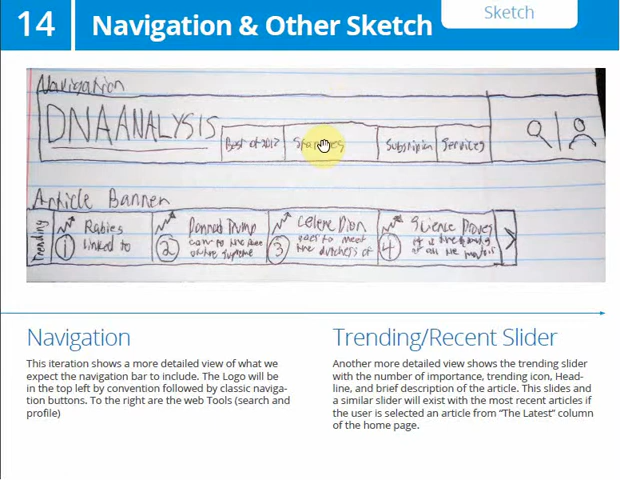 14
Navigation & Other Sketch
Sketch
Navigation
DNAANALYSIS
Best of 2017
Subscription
Services
Article Banner
Trending
1 Rabies
linked to
2
3 Celene Dion
goes to meet
the dutchess of
4 Science Proves
Navigation
This iteration shows a more detailed view of what we
expect the navigation bar to include. The Logo will be
in the top left by convention followed by classic naviga-
tion buttons. To the right are the web Tools (search and
profile)
Trending/Recent Slider
Another more detailed view shows the trending slider
with the number of importance, trending icon, Head-
line, and brief description of the article. This slides and
a similar slider will exist with the most recent articles if
the user is selected an article from “The Latest” column
of the home page.